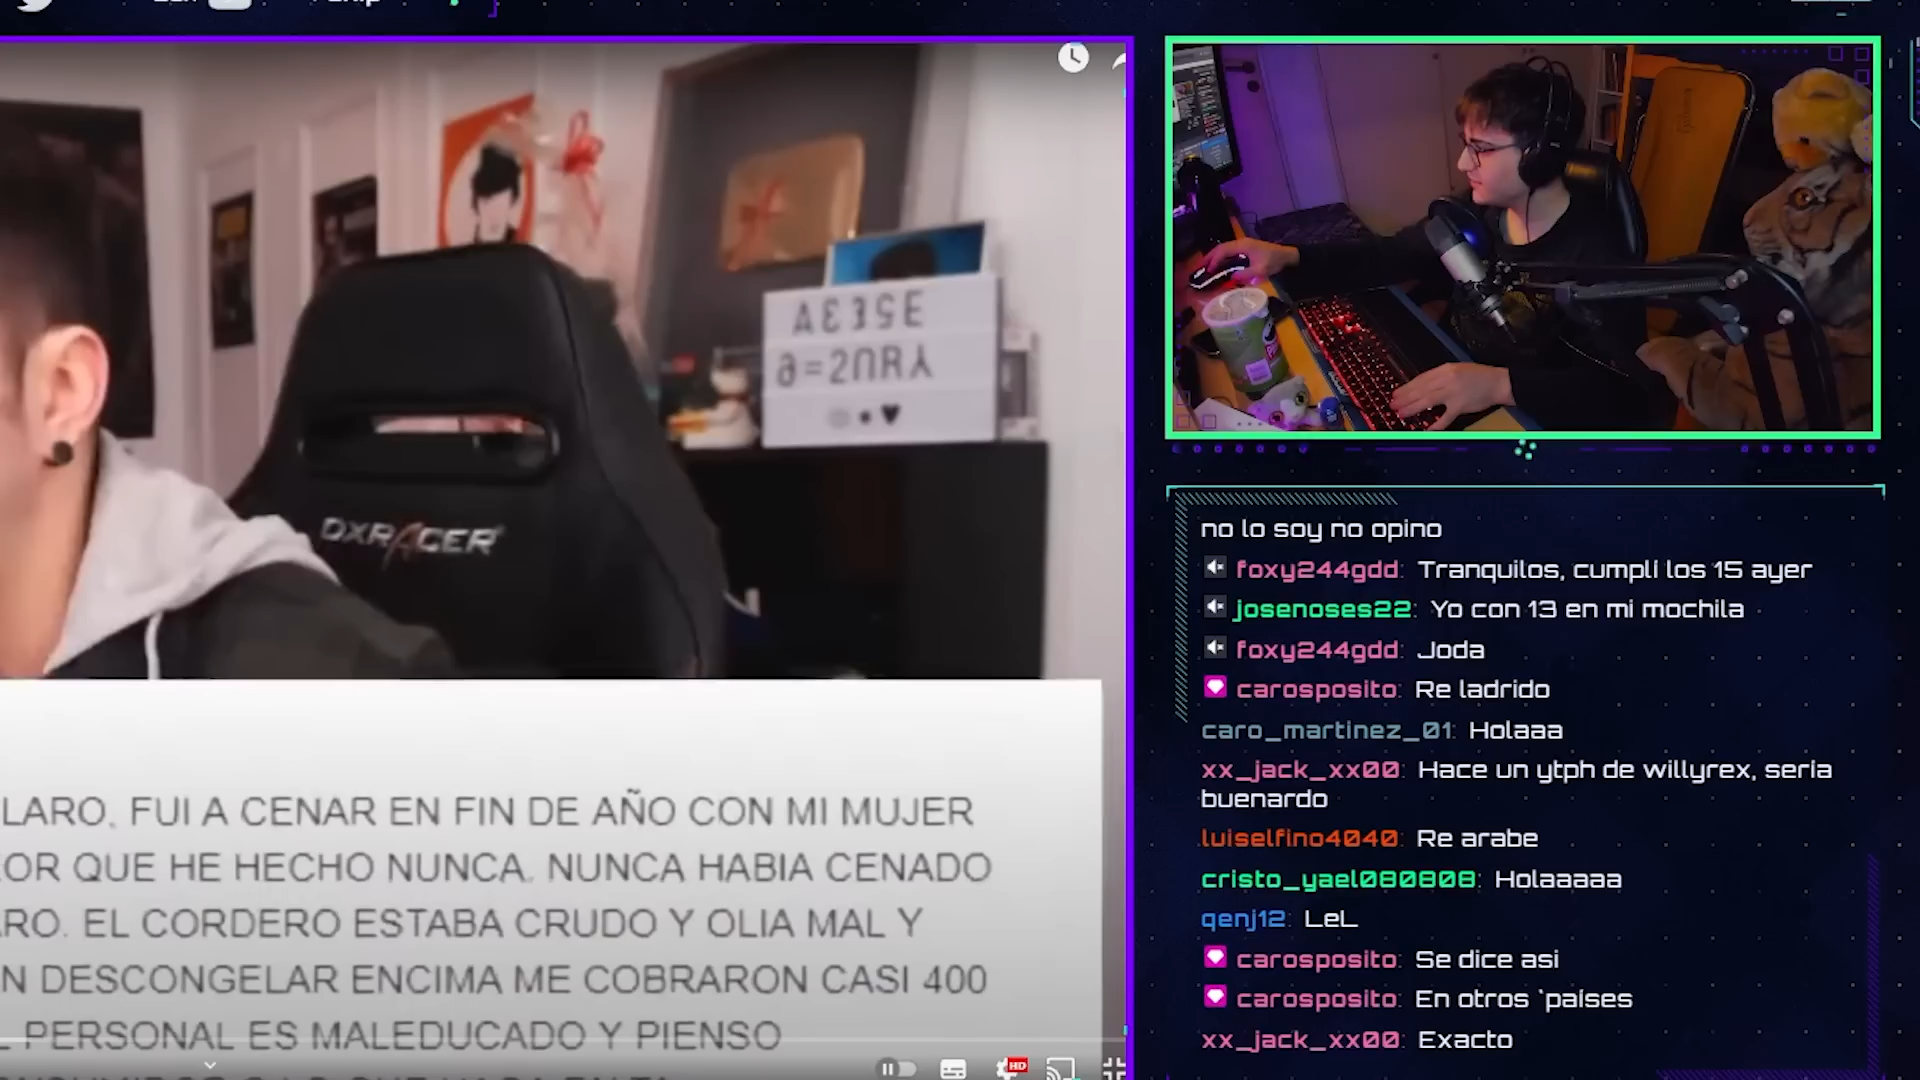 DXRACER
HD
LARO, FUI A CENAR EN FIN DE AÑO CON MI MUJER
OR QUE HE HECHO NUNCA. NUNCA HABIA CENADO
RO. EL CORDERO ESTABA CRUDO Y OLIA MAL Y
N DESCONGELAR ENCIMA ME COBRARON CASI 400
PERSONAL ES MALEDUCADO Y PIENSO
no lo soy no opino
foxy244gdd: Tranquilos, cumplí los 15 ayer
josenoses22: Yo con 13 en mi mochila
foxy244gdd: Joda
carosposito: Re ladrido
caro_martinez_01: Holaaa
xx_jack_xx00: Hace un ytph de willyrex, seria
buenardo
luiselfino4040: Re arabe
cristo_yael080808: Holaaaaa
qenj12: LeL
carosposito: Se dice asi
carosposito: En otros `países
xx_jack_xx00: Exacto